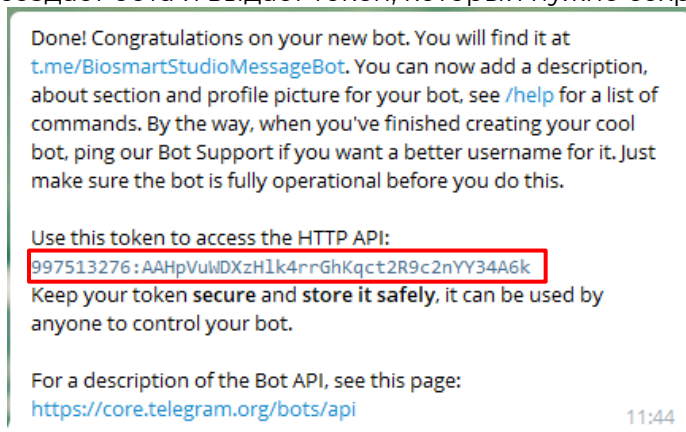 бота и выдает токен, который нужно
Done! Congratulations on your new bot. You will find it at
t.me/BiosmartStudioMessageBot. You can now add a description,
about section and profile picture for your bot, see /help for a list of
commands. By the way, when you've finished creating your cool
bot, ping our Bot Support if you want a better username for it. Just
make sure the bot is fully operational before you do this.
Use this token to access the HTTP API:
997513276:AAHpVuWDXzHlk4rrGhKqct2R9c2nYY34A6k
Keep your token secure and store it safely, it can be used by
anyone to control your bot.
For a description of the Bot API, see this page:
https://core.telegram.org/bots/api
11:44